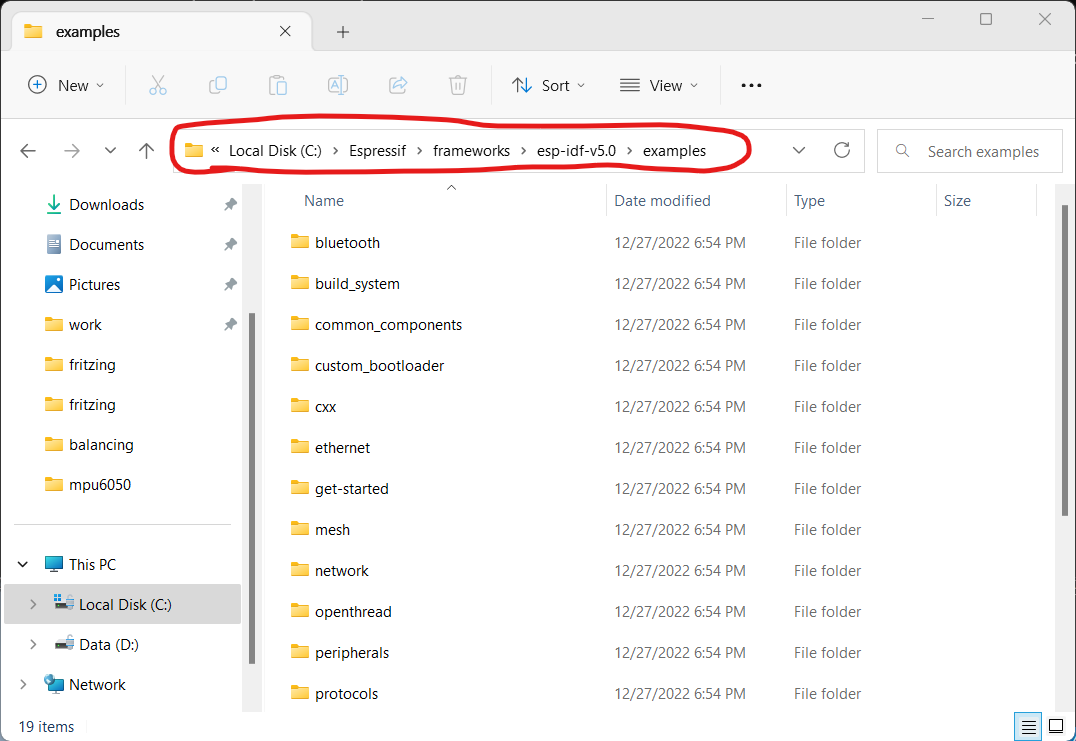 examples
New
Sort
View
« Local Disk (C:) > Espressif > frameworks > esp-idf-v5.0 > examples
Search examples
Downloads
Documents
Pictures
work
fritzing
fritzing
balancing
mpu6050
This PC
Local Disk (C:)
Data (D:)
Network
Name Date modified Type Size
bluetooth 12/27/2022 6:54 PM File folder
build_system 12/27/2022 6:54 PM File folder
common_components 12/27/2022 6:54 PM File folder
custom_bootloader 12/27/2022 6:54 PM File folder
cxx 12/27/2022 6:54 PM File folder
ethernet 12/27/2022 6:54 PM File folder
get-started 12/27/2022 6:54 PM File folder
mesh 12/27/2022 6:54 PM File folder
network 12/27/2022 6:54 PM File folder
openthread 12/27/2022 6:54 PM File folder
peripherals 12/27/2022 6:54 PM File folder
protocols 12/27/2022 6:54 PM File folder
19 items